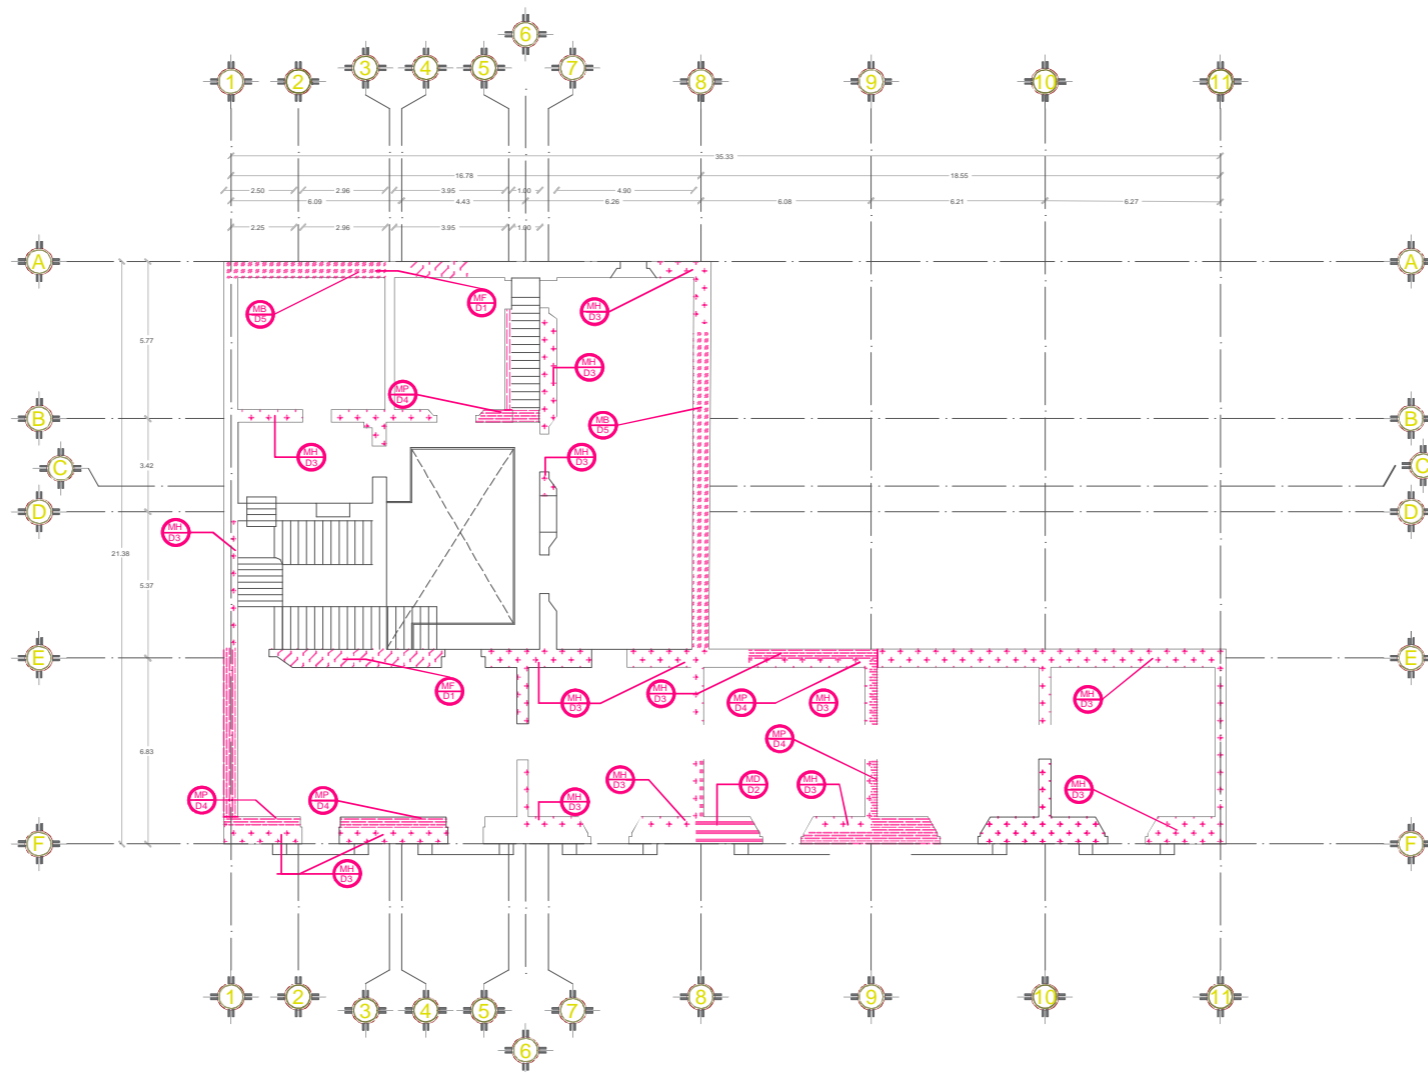 6
1 2 3 4 5 7 8 9 10 11
35.33
16.78 18.55
2.50 2.96 3.95 1.00 4.90
6.09 4.43 6.26 6.08 6.21 6.27
2.25 2.96 3.95 1.00
A A
MB
D5
MF
D1
MH
D3
5.77
MH
D3
MP
D4
B B
MB
D5
MH
D3
MH
D3
C C
3.42
D D
MH
D3
21.38
5.37
E E
MF
D1
MH
D3
MH
D3
MP
D4
MH
D3
MH
D3
6.83
MP
D4
MP
D4
MP
D4
MH
D3
MH
D3
MD
D2
MH
D3
MH
D3
F F
MH
D3
1 2 3 4 5 7 8 9 10 11
6